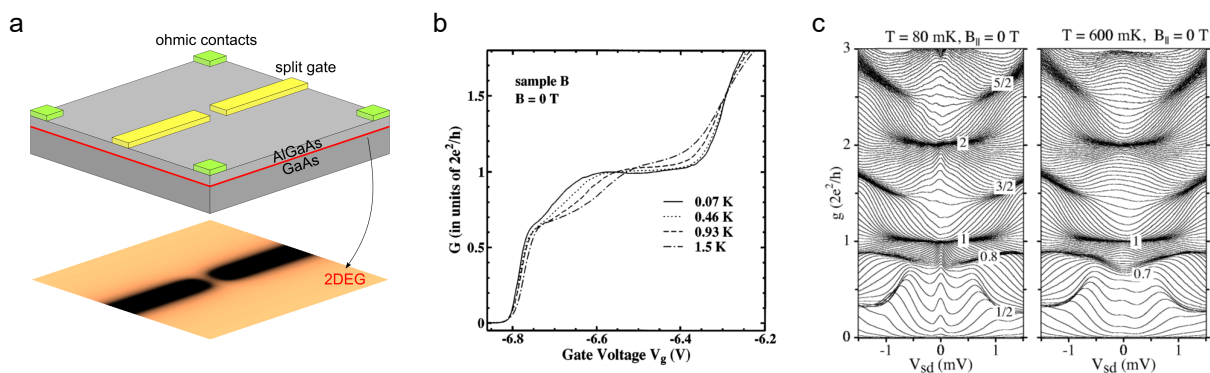 a
ohmic contacts
split gate
AlGaAs
GaAs
2DEG
b
sample B
B = 0 T
0.07 K
0.46 K
0.93 K
1.5 K
G (in units of 2e²/h)
1.5
1.0
0.5
0
-6.8
-6.6
-6.4
-6.2
Gate Voltage Vg (V)
c
T = 80 mK, B|| = 0 T
T = 600 mK, B|| = 0 T
g (2e²/h)
3
2
1
0
5/2
2
3/2
1
0.8
1/2
2
1
0.7
-1
0
1
-1
0
1
Vsd (mV)
Vsd (mV)